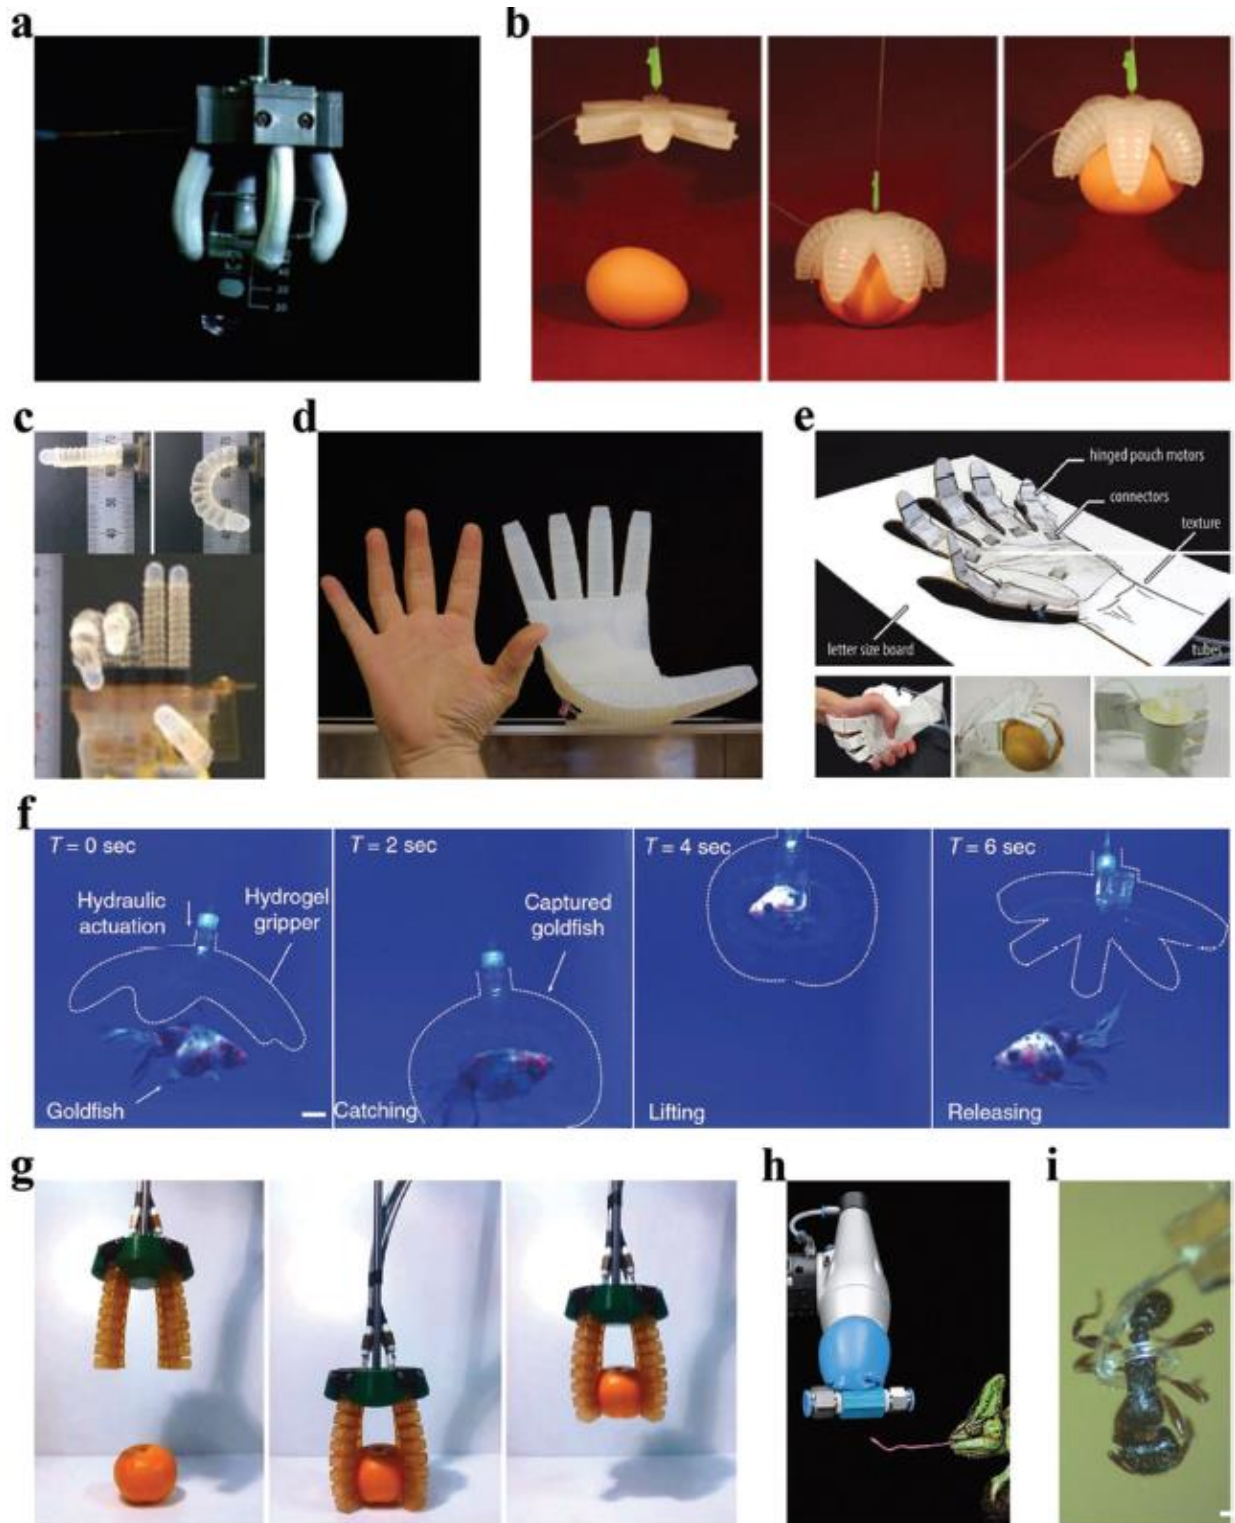 a
b
c
d
e
hinged pouch motors
connectors
texture
letter size board
tubes
f
T = 0 sec
Hydraulic
actuation
Hydrogel
gripper
Goldfish
T = 2 sec
Captured
goldfish
Catching
T = 4 sec
Lifting
T = 6 sec
Releasing
g
h
i